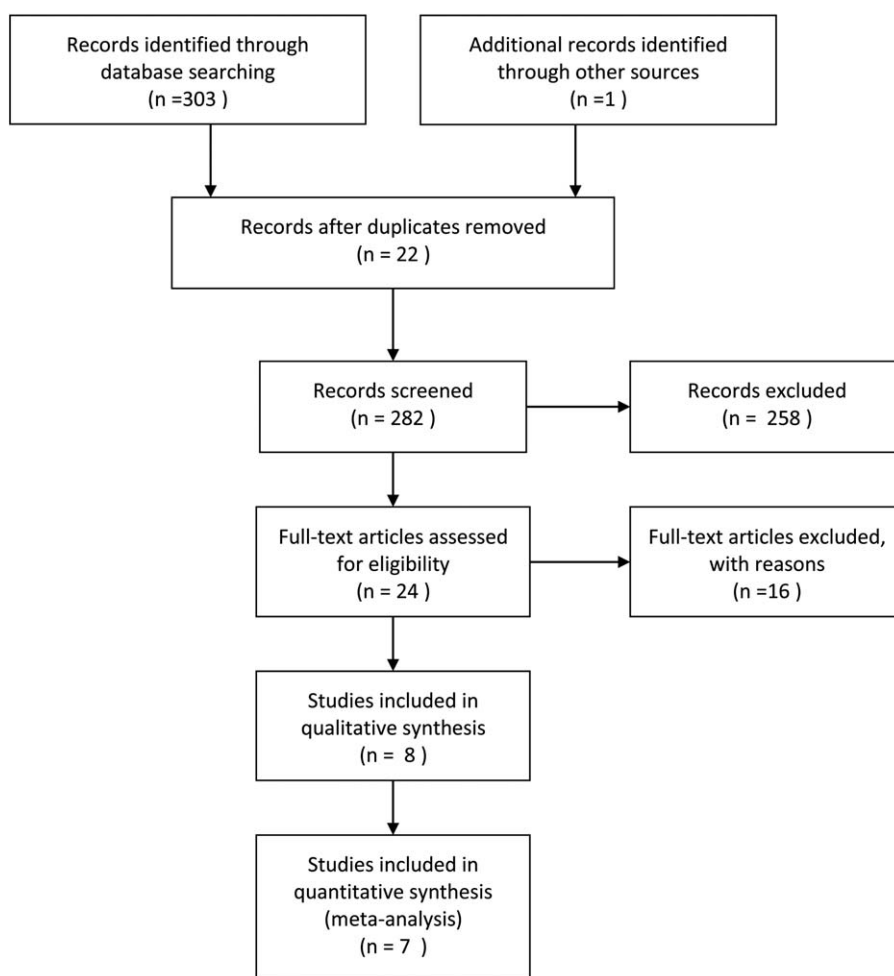 Records identified through
database searching
(n =303 )
Additional records identified
through other sources
(n =1 )
Records after duplicates removed
(n = 22 )
Records screened
(n = 282 )
Records excluded
(n = 258 )
Full-text articles assessed
for eligibility
(n = 24 )
Full-text articles excluded,
with reasons
(n =16 )
Studies included in
qualitative synthesis
(n = 8 )
Studies included in
quantitative synthesis
(meta-analysis)
(n = 7 )